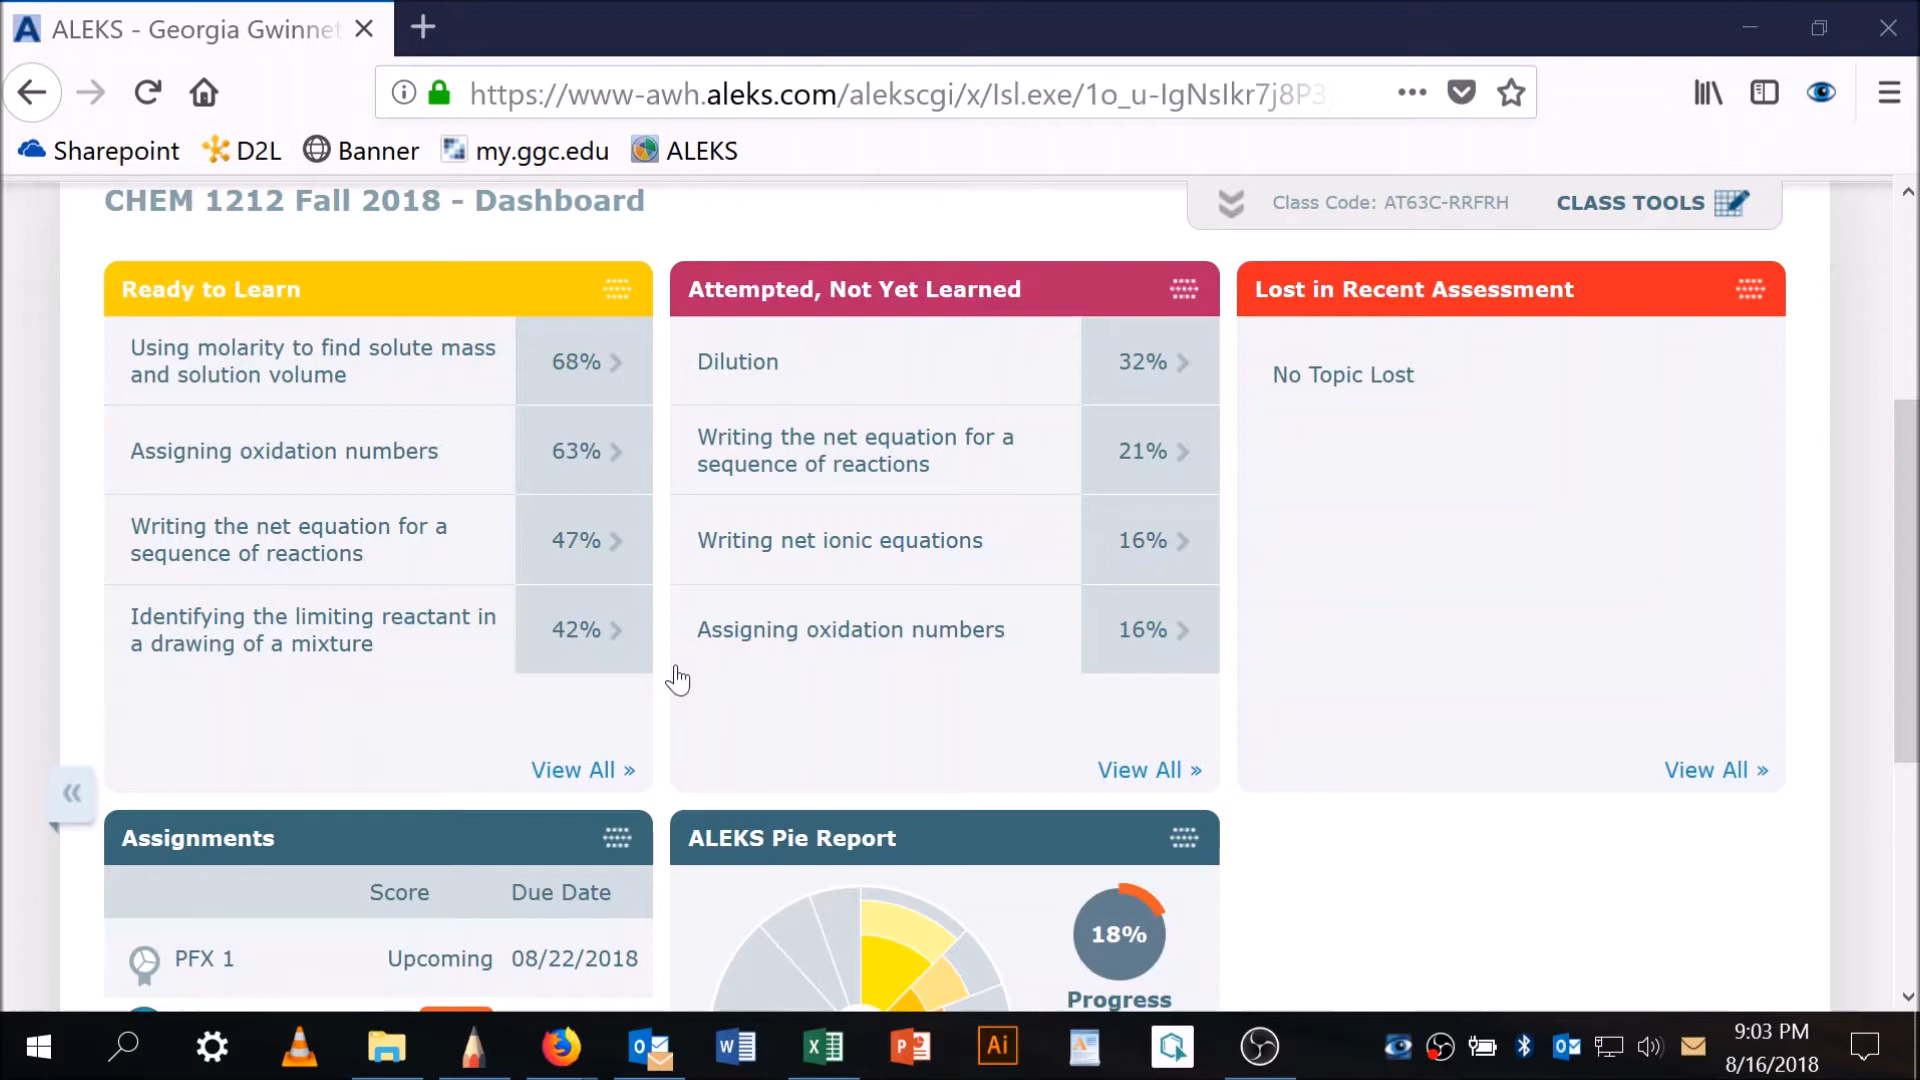 ALEKS - Georgia Gwinnet
https://www-awh.aleks.com/alekscgi/x/Isl.exe/1o_u-IgNsIkr7j8P3
Sharepoint D2L Banner my.ggc.edu ALEKS
CHEM 1212 Fall 2018 - Dashboard
Class Code: AT63C-RRFRH CLASS TOOLS
Ready to Learn
Using molarity to find solute mass
and solution volume
68%
Assigning oxidation numbers
63%
Writing the net equation for a
sequence of reactions
47%
Identifying the limiting reactant in
a drawing of a mixture
42%
View All »
Attempted, Not Yet Learned
Dilution
32%
Writing the net equation for a
sequence of reactions
21%
Writing net ionic equations
16%
Assigning oxidation numbers
16%
View All »
Lost in Recent Assessment
No Topic Lost
View All »
Assignments
Score Due Date
PFX 1 Upcoming 08/22/2018
ALEKS Pie Report
18%
Progress
9:03 PM
8/16/2018